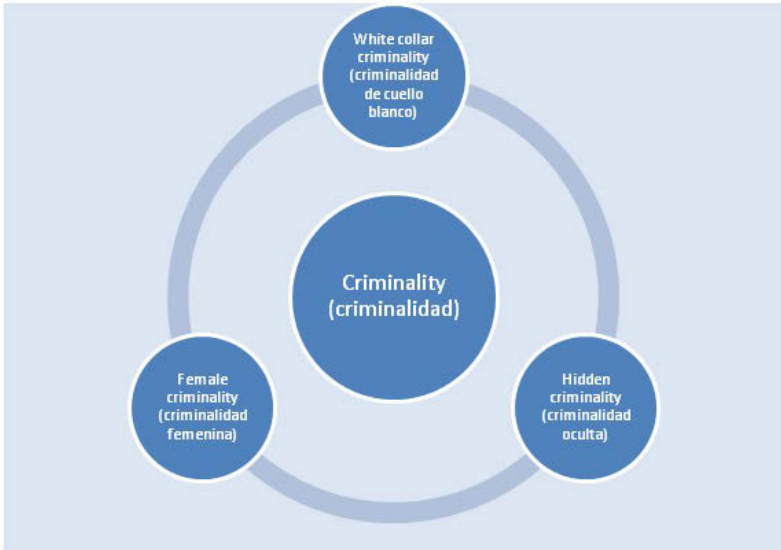 White collar
criminality
(criminalidad
de cuello
blanco)
Criminality
(criminalidad)
Female
criminality
(criminalidad
femenina)
Hidden
criminality
(criminalidad
oculta)